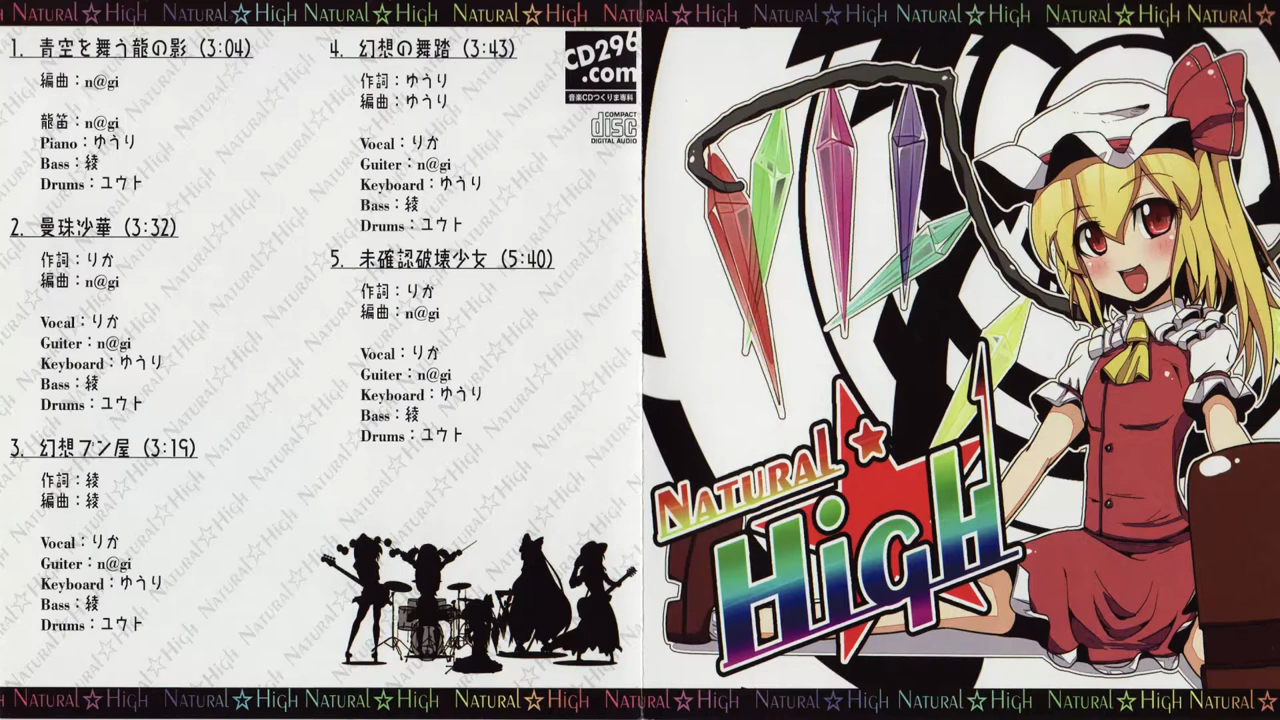 NATURAL☆HIGH NATURAL☆HIGH NATURAL☆HIGH NATURAL☆HIGH NATURAL☆HIGH NATURAL☆HIGH NATURAL☆HIGH NATURAL☆
1. 青空を舞う龍の影 (3:04)
編曲：n@gi
龍笛：n@gi
Piano：ゆうり
Bass：綾
Drums：ユウト
2. 曼珠沙華 (3:32)
作詞：りか
編曲：n@gi
Vocal：りか
Guiter：n@gi
Keyboard：ゆうり
Bass：綾
Drums：ユウト
3. 幻想ブン屋 (3:19)
作詞：綾
編曲：綾
Vocal：りか
Guiter：n@gi
Keyboard：ゆうり
Bass：綾
Drums：ユウト
4. 幻想の舞踏 (3:43)
作詞：ゆうり
編曲：ゆうり
Vocal：りか
Guiter：n@gi
Keyboard：ゆうり
Bass：綾
Drums：ユウト
5. 未確認破壊少女 (5:40)
作詞：りか
編曲：n@gi
Vocal：りか
Guiter：n@gi
Keyboard：ゆうり
Bass：綾
Drums：ユウト
CD296
.com
音楽CDつくりま専科
COMPACT
disc
DIGITAL AUDIO
NATURAL★
HigH
NATURAL☆HIGH NATURAL☆HIGH NATURAL☆HIGH NATURAL☆HIGH NATURAL☆HIGH NATURAL☆HIGH NATURAL☆HIGH NATURAL☆